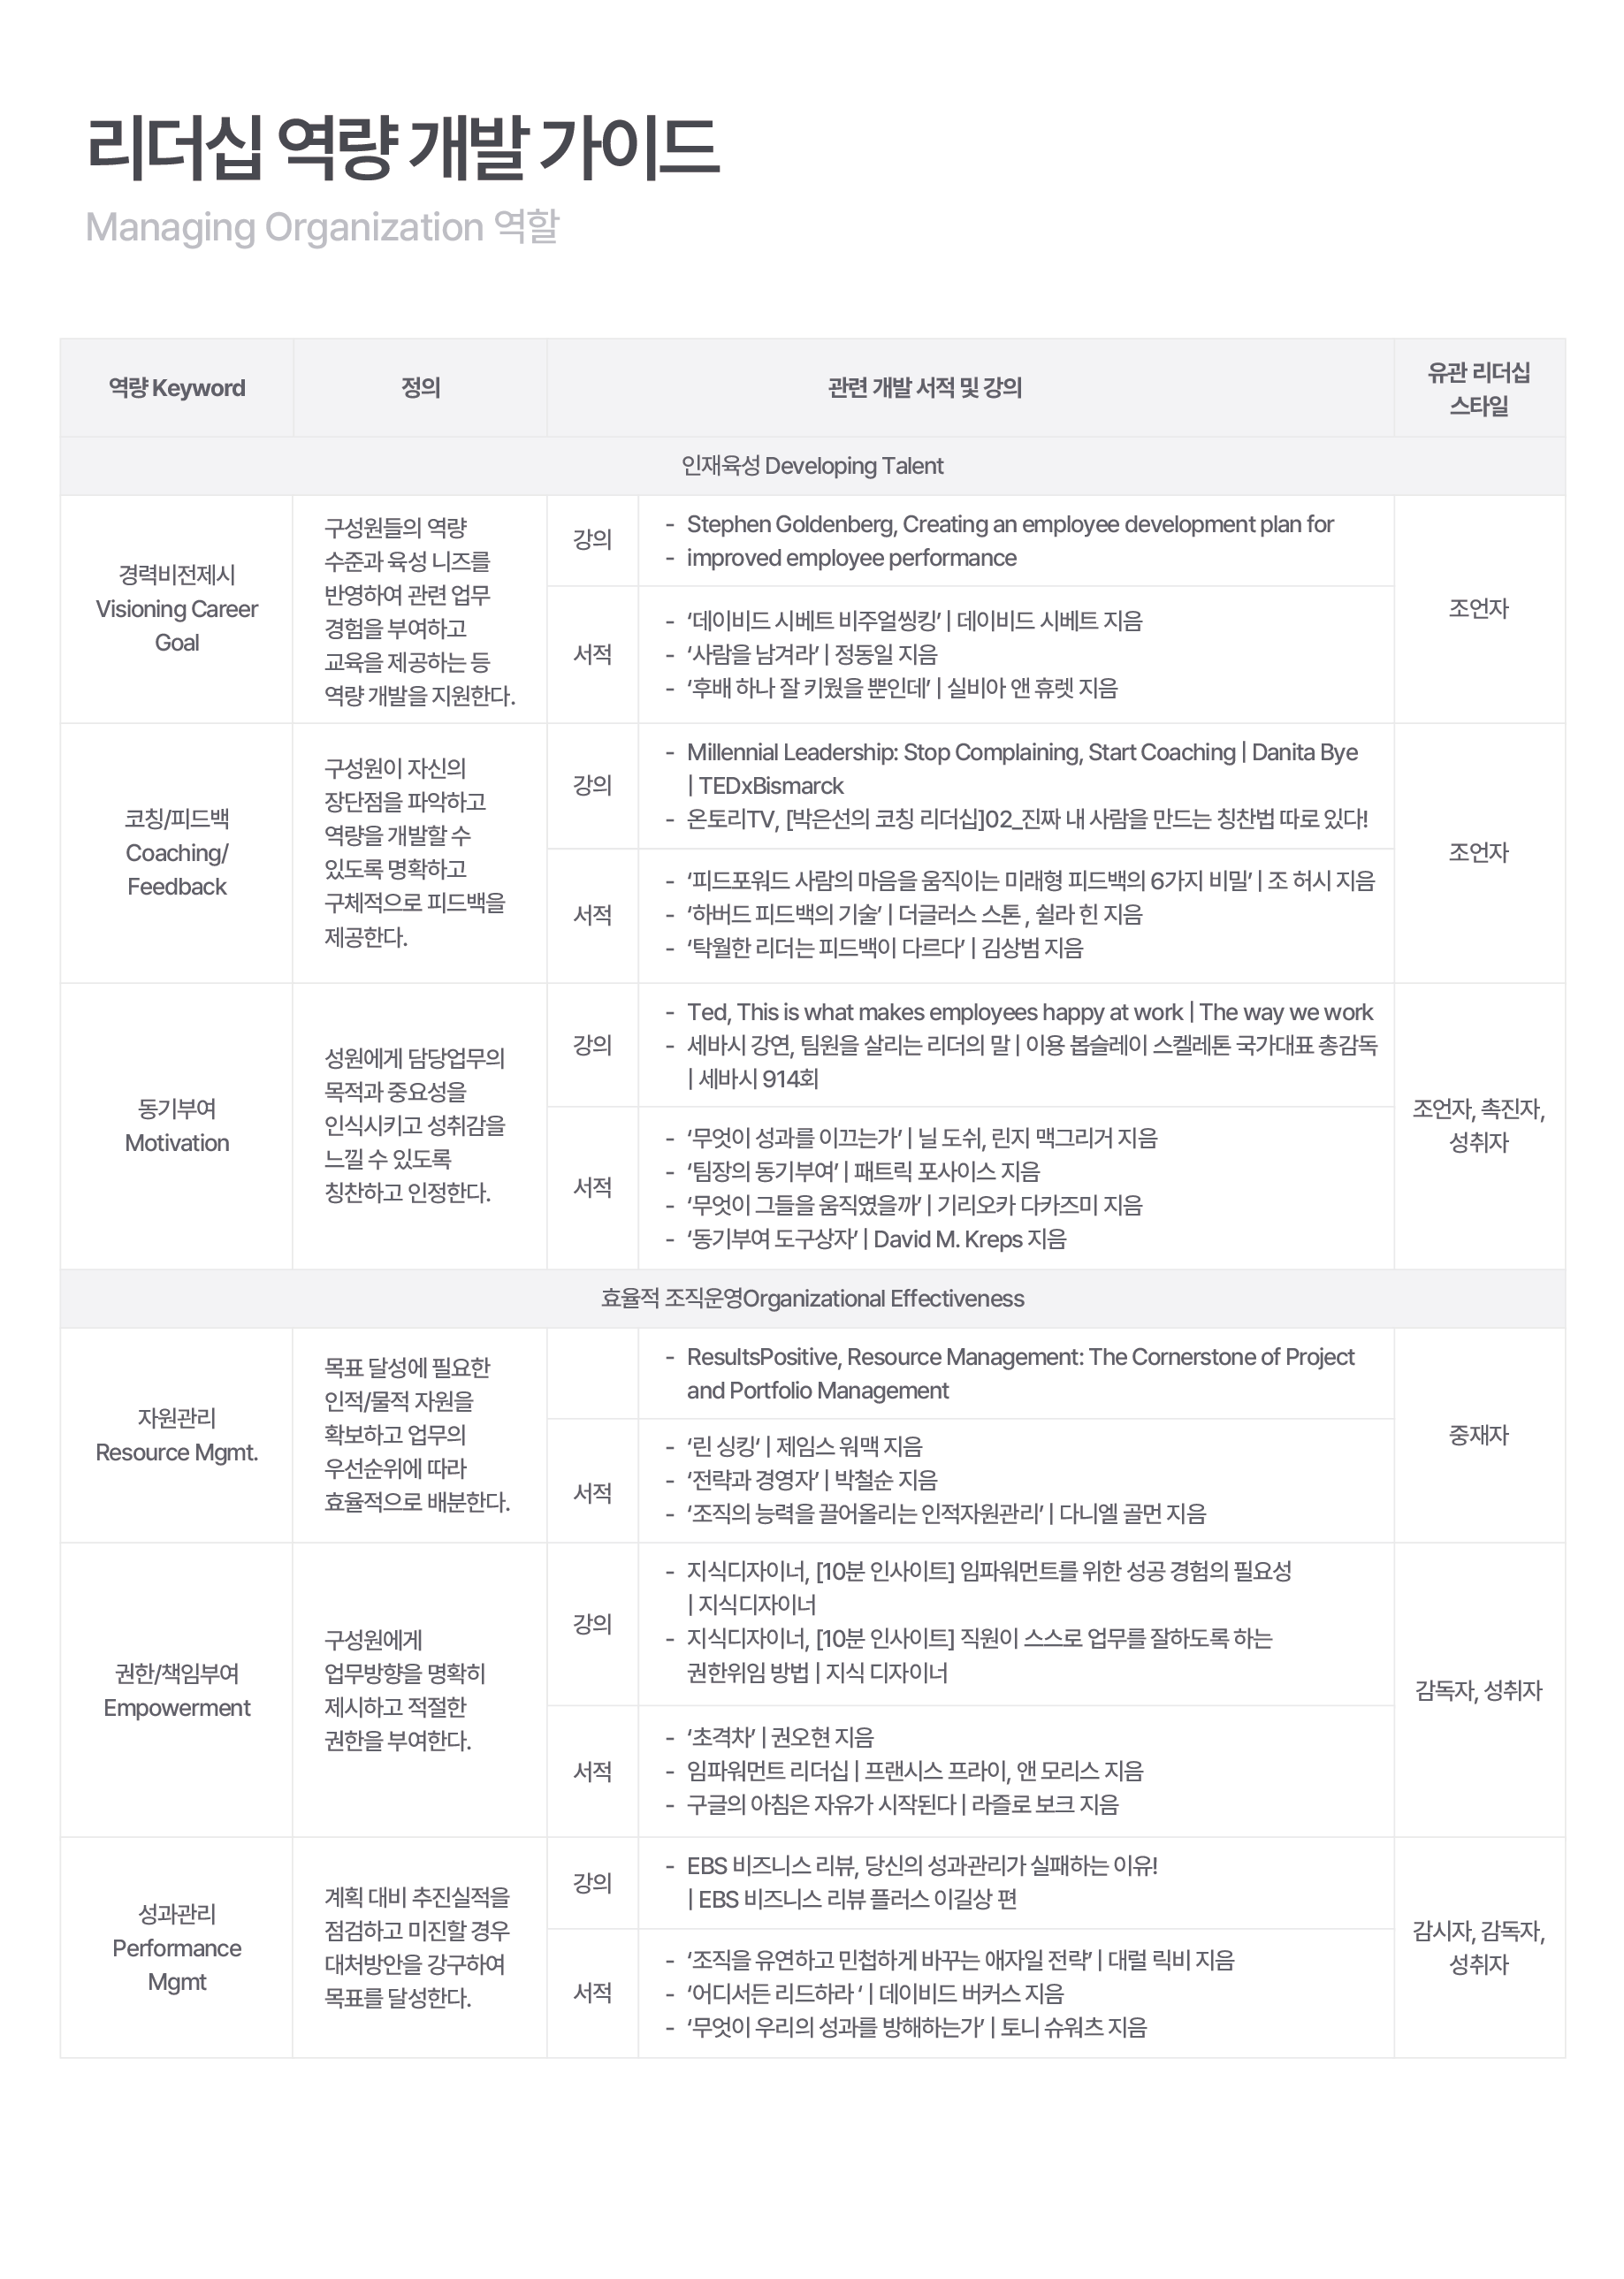 리더십 역량 개발 가이드
Managing Organization 역할
역량 Keyword
정의
관련 개발 서적 및 강의
유관 리더십
스타일
인재육성 Developing Talent
경력비전제시
Visioning Career
Goal
구성원들의 역량
수준과 육성 니즈를
반영하여 관련 업무
경험을 부여하고
교육을 제공하는 등
역량 개발을 지원한다.
강의
- Stephen Goldenberg, Creating an employee development plan for
- improved employee performance
서적
- ‘데이비드 시베트 비주얼씽킹’ | 데이비드 시베트 지음
- ‘사람을 남겨라’ | 정동일 지음
- ‘후배 하나 잘 키웠을 뿐인데’ | 실비아 앤 휴렛 지음
조언자
코칭/피드백
Coaching/
Feedback
구성원이 자신의
장단점을 파악하고
역량을 개발할 수
있도록 명확하고
구체적으로 피드백을
제공한다.
강의
- Millennial Leadership: Stop Complaining, Start Coaching | Danita Bye
| TEDxBismarck
- 온토리TV, [박은선의 코칭 리더십]02_진짜 내 사람을 만드는 칭찬법 따로 있다!
서적
- ‘피드포워드 사람의 마음을 움직이는 미래형 피드백의 6가지 비밀’ | 조 허시 지음
- ‘하버드 피드백의 기술’ | 더글러스 스톤 , 쉴라 힌 지음
- ‘탁월한 리더는 피드백이 다르다’ | 김상범 지음
조언자
동기부여
Motivation
성원에게 담당업무의
목적과 중요성을
인식시키고 성취감을
느낄 수 있도록
칭찬하고 인정한다.
강의
- Ted, This is what makes employees happy at work | The way we work
- 세바시 강연, 팀원을 살리는 리더의 말 | 이용 봅슬레이 스켈레톤 국가대표 총감독
| 세바시 914회
서적
- ‘무엇이 성과를 이끄는가’ | 닐 도쉬, 린지 맥그리거 지음
- ‘팀장의 동기부여’ | 패트릭 포사이스 지음
- ‘무엇이 그들을 움직였을까’ | 기리오카 다카즈미 지음
- ‘동기부여 도구상자’ | David M. Kreps 지음
조언자, 촉진자,
성취자
효율적 조직운영Organizational Effectiveness
자원관리
Resource Mgmt.
목표 달성에 필요한
인적/물적 자원을
확보하고 업무의
우선순위에 따라
효율적으로 배분한다.
- ResultsPositive, Resource Management: The Cornerstone of Project
and Portfolio Management
서적
- ‘린 싱킹‘ | 제임스 워맥 지음
- ‘전략과 경영자’ | 박철순 지음
- ‘조직의 능력을 끌어올리는 인적자원관리’ | 다니엘 골먼 지음
중재자
권한/책임부여
Empowerment
구성원에게
업무방향을 명확히
제시하고 적절한
권한을 부여한다.
강의
- 지식디자이너, [10분 인사이트] 임파워먼트를 위한 성공 경험의 필요성
| 지식디자이너
- 지식디자이너, [10분 인사이트] 직원이 스스로 업무를 잘하도록 하는
권한위임 방법 | 지식 디자이너
서적
- ‘초격차’ | 권오현 지음
- 임파워먼트 리더십 | 프랜시스 프라이, 앤 모리스 지음
- 구글의 아침은 자유가 시작된다 | 라즐로 보크 지음
감독자, 성취자
성과관리
Performance
Mgmt
계획 대비 추진실적을
점검하고 미진할 경우
대처방안을 강구하여
목표를 달성한다.
강의
- EBS 비즈니스 리뷰, 당신의 성과관리가 실패하는 이유!
| EBS 비즈니스 리뷰 플러스 이길상 편
서적
- ‘조직을 유연하고 민첩하게 바꾸는 애자일 전략’ | 대럴 릭비 지음
- ‘어디서든 리드하라 ‘ | 데이비드 버커스 지음
- ‘무엇이 우리의 성과를 방해하는가’ | 토니 슈워츠 지음
감시자, 감독자,
성취자